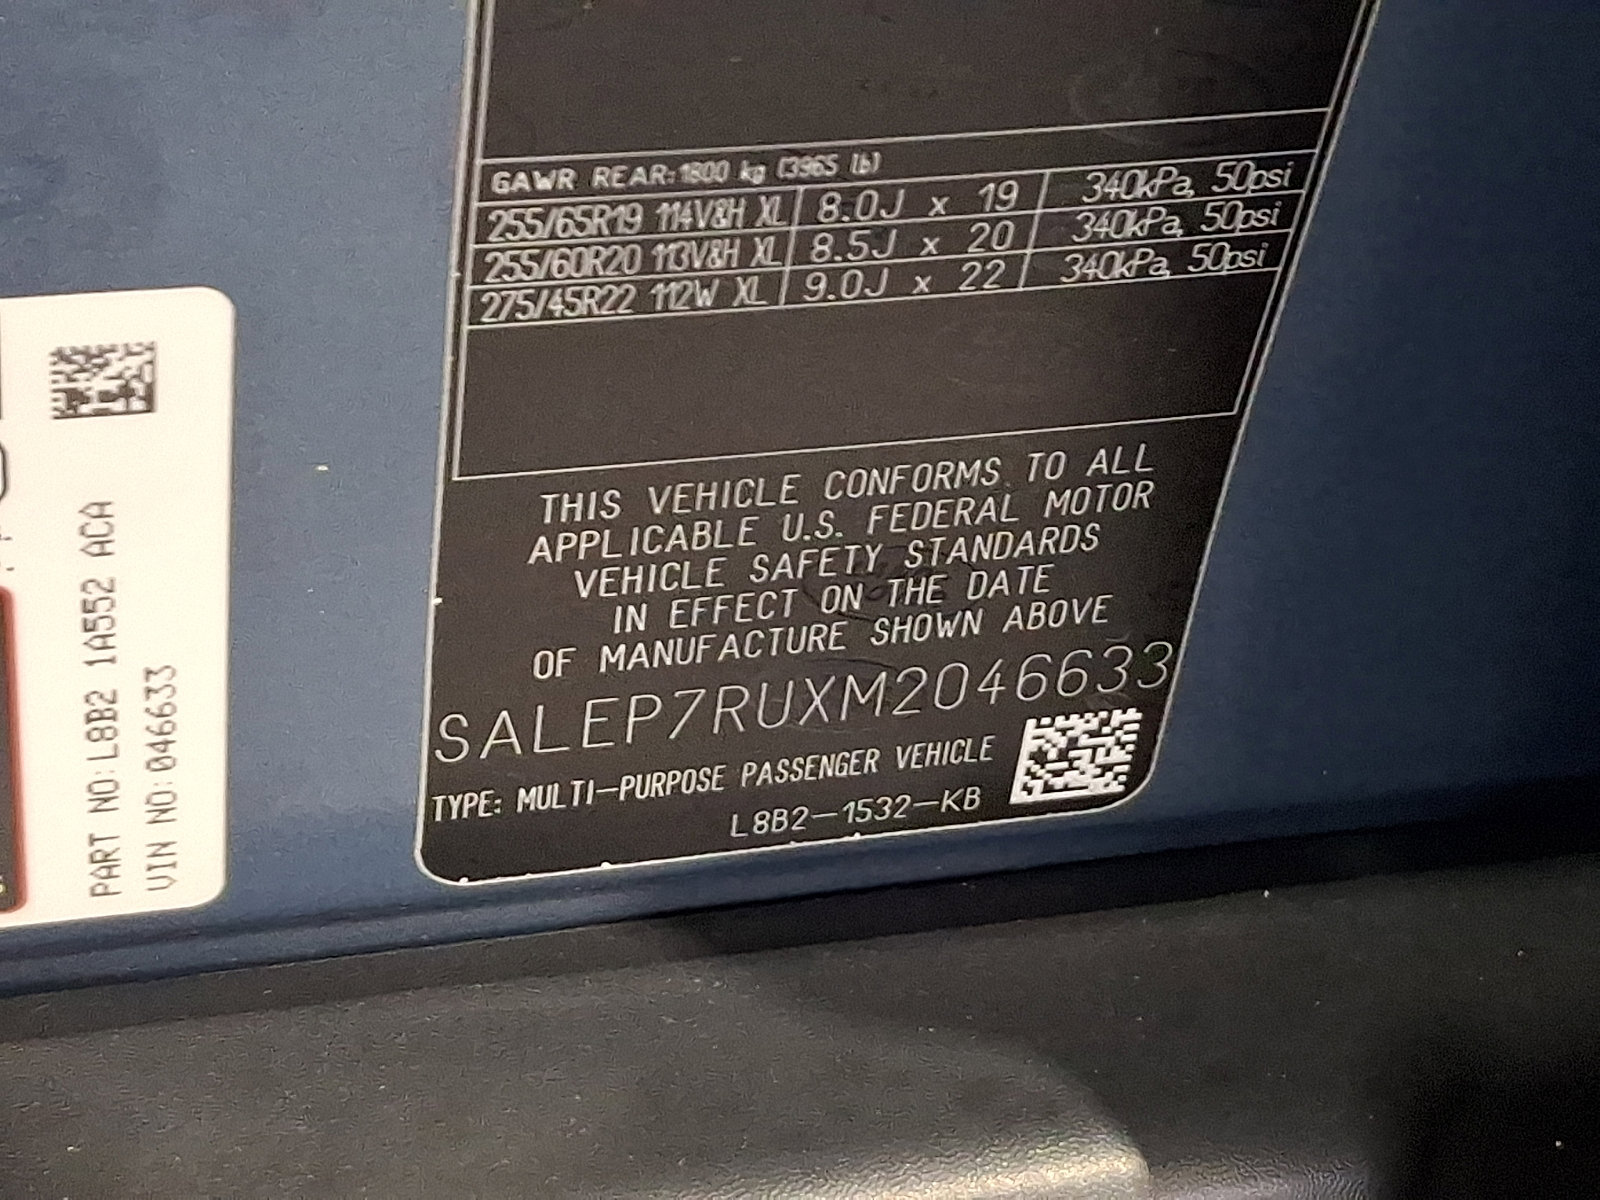 GAWR REAR: 1800 kg (3965 lb)
255/65R19 114V&H XL 8.0J x 19 340kPa, 50psi
255/60R20 113V&H XL 8.5J x 20 340kPa, 50psi
275/45R22 112W XL 9.0J x 22 340kPa, 50psi
THIS VEHICLE CONFORMS TO ALL
APPLICABLE U.S. FEDERAL MOTOR
VEHICLE SAFETY STANDARDS
IN EFFECT ON THE DATE
OF MANUFACTURE SHOWN ABOVE
SALEP7RUXM2046633
TYPE: MULTI-PURPOSE PASSENGER VEHICLE
L8B2-1532-KB
PART NO: L8B2 1A552 ACA
VIN NO: 046633